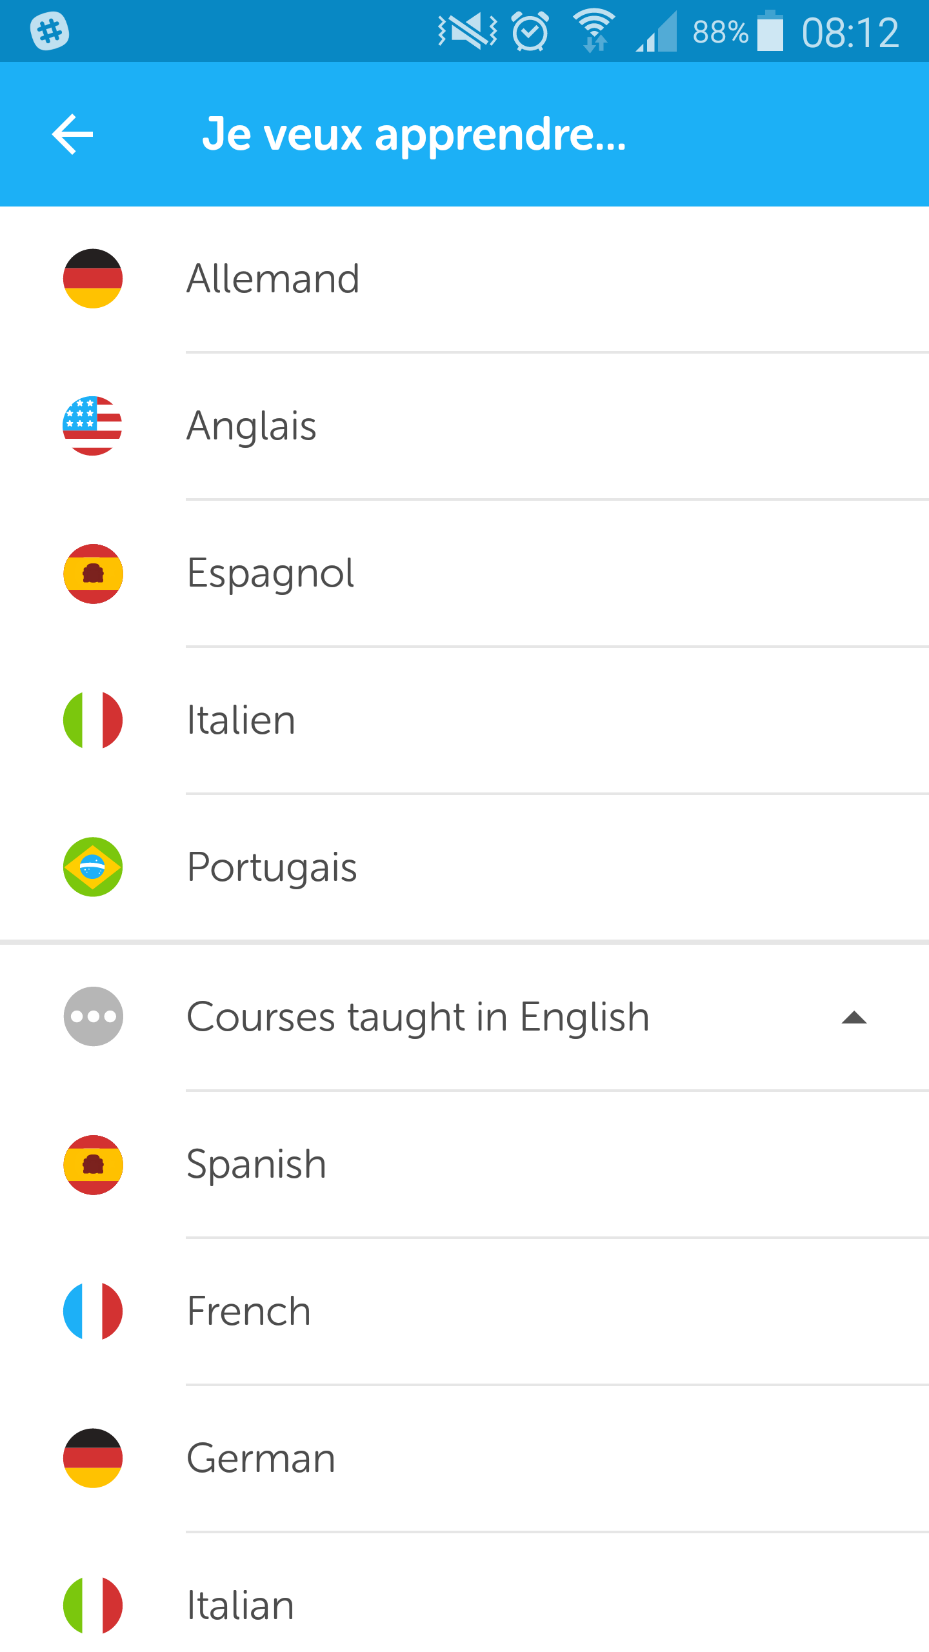 88% 08:12
Je veux apprendre...
Allemand
Anglais
Espagnol
Italien
Portugais
Courses taught in English
Spanish
French
German
Italian